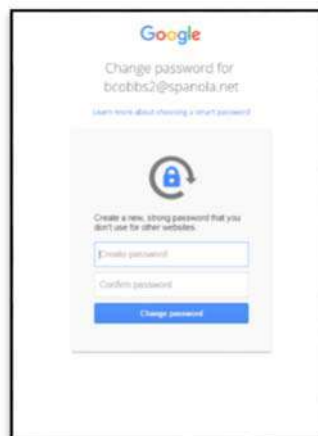 Google
Change password for
bcobbs2@spanola.net
Learn more about choosing a smart password
Create a new, strong password that you
don't use for other websites.
Create password
Confirm password
Change password